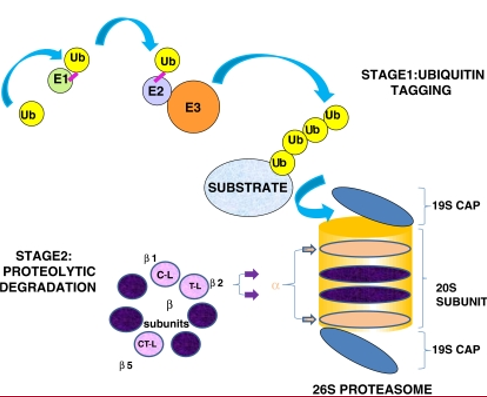 Ub
E1
Ub
Ub
E2
E3
STAGE1:UBIQUITIN
TAGGING
Ub
Ub
Ub
Ub
SUBSTRATE
19S CAP
STAGE2:
PROTEOLYTIC
DEGRADATION
β1
C-L
T-L
β2
β
subunits
CT-L
β5
α
20S
SUBUNIT
19S CAP
26S PROTEASOME